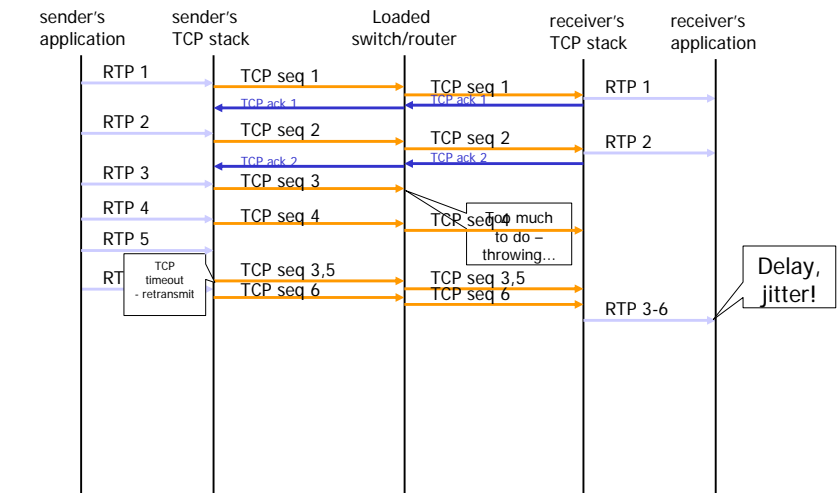 sender's
application
sender's
TCP stack
Loaded
switch/router
receiver's
TCP stack
receiver's
application
RTP 1
TCP seq 1
TCP seq 1
RTP 1
TCP ack 1
TCP ack 1
RTP 2
TCP seq 2
TCP seq 2
RTP 2
TCP ack 2
TCP ack 2
RTP 3
TCP seq 3
RTP 4
TCP seq 4
TCP seq 4
Too much
to do –
throwing...
RTP 5
TCP
timeout
- retransmit
RT
TCP seq 3,5
TCP seq 3,5
TCP seq 6
TCP seq 6
RTP 3-6
Delay,
jitter!